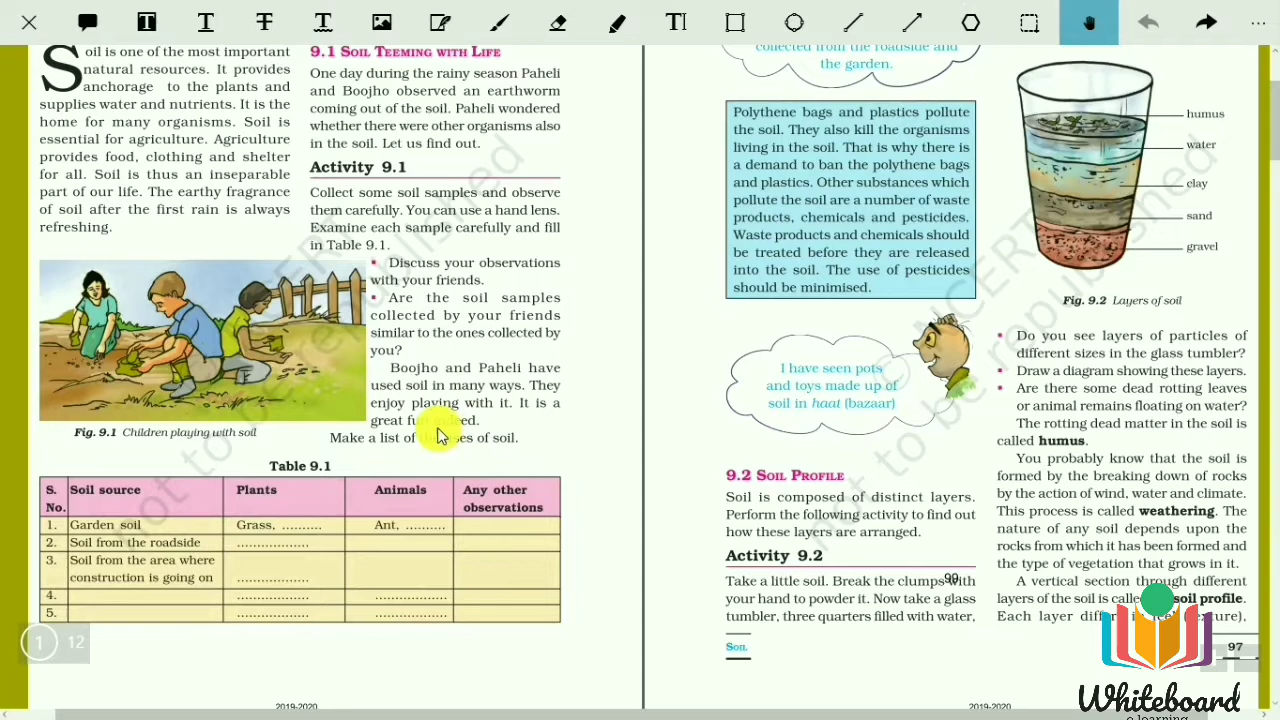 Soil is one of the most important
natural resources. It provides
anchorage to the plants and
supplies water and nutrients. It is the
home for many organisms. Soil is
essential for agriculture. Agriculture
provides food, clothing and shelter
for all. Soil is thus an inseparable
part of our life. The earthy fragrance
of soil after the first rain is always
refreshing.
Fig. 9.1 Children playing with soil
9.1 SOIL TEEMING WITH LIFE
One day during the rainy season Paheli
and Boojho observed an earthworm
coming out of the soil. Paheli wondered
whether there were other organisms also
in the soil. Let us find out.
Activity 9.1
Collect some soil samples and observe
them carefully. You can use a hand lens.
Examine each sample carefully and fill
in Table 9.1.
• Discuss your observations
with your friends.
• Are the soil samples
collected by your friends
similar to the ones collected by
you?
Boojho and Paheli have
used soil in many ways. They
enjoy playing with it. It is a
great fun indeed.
Make a list of the uses of soil.
Table 9.1
S. No. Soil source Plants Animals Any other observations
1. Garden soil Grass, .......... Ant, ..........
2. Soil from the roadside ..................
3. Soil from the area where
construction is going on ..................
4. .................. ..................
5. .................. ..................
1 12
2019-2020
collected from the roadside and
the garden.
Polythene bags and plastics pollute
the soil. They also kill the organisms
living in the soil. That is why there is
a demand to ban the polythene bags
and plastics. Other substances which
pollute the soil are a number of waste
products, chemicals and pesticides.
Waste products and chemicals should
be treated before they are released
into the soil. The use of pesticides
should be minimised.
I have seen pots
and toys made up of
soil in haat (bazaar)
9.2 SOIL PROFILE
Soil is composed of distinct layers.
Perform the following activity to find out
how these layers are arranged.
Activity 9.2
Take a little soil. Break the clumps with
your hand to powder it. Now take a glass
tumbler, three quarters filled with water,
99
SOIL
humus
water
clay
sand
gravel
Fig. 9.2 Layers of soil
• Do you see layers of particles of
different sizes in the glass tumbler?
• Draw a diagram showing these layers.
• Are there some dead rotting leaves
or animal remains floating on water?
The rotting dead matter in the soil is
called humus.
You probably know that the soil is
formed by the breaking down of rocks
by the action of wind, water and climate.
This process is called weathering. The
nature of any soil depends upon the
rocks from which it has been formed and
the type of vegetation that grows in it.
A vertical section through different
layers of the soil is called soil profile.
Each layer differs in feel (texture),
97
2019-2020
© NCERT
not to be republished
Whiteboard
e learning